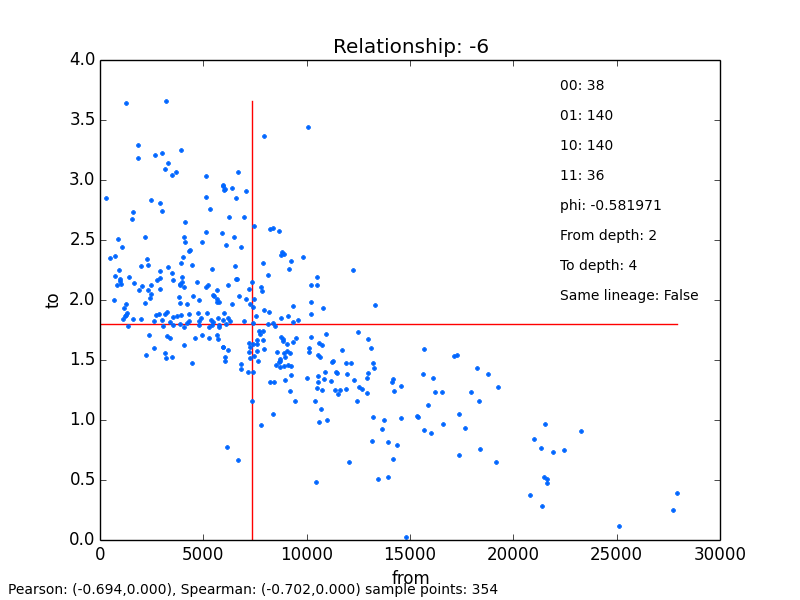 Relationship: -6
4.0
3.5
3.0
2.5
2.0
1.5
1.0
0.5
0.0
to
00: 38
01: 140
10: 140
11: 36
phi: -0.581971
From depth: 2
To depth: 4
Same lineage: False
0 5000 10000 15000 20000 25000 30000
from
Pearson: (-0.694,0.000), Spearman: (-0.702,0.000) sample points: 354